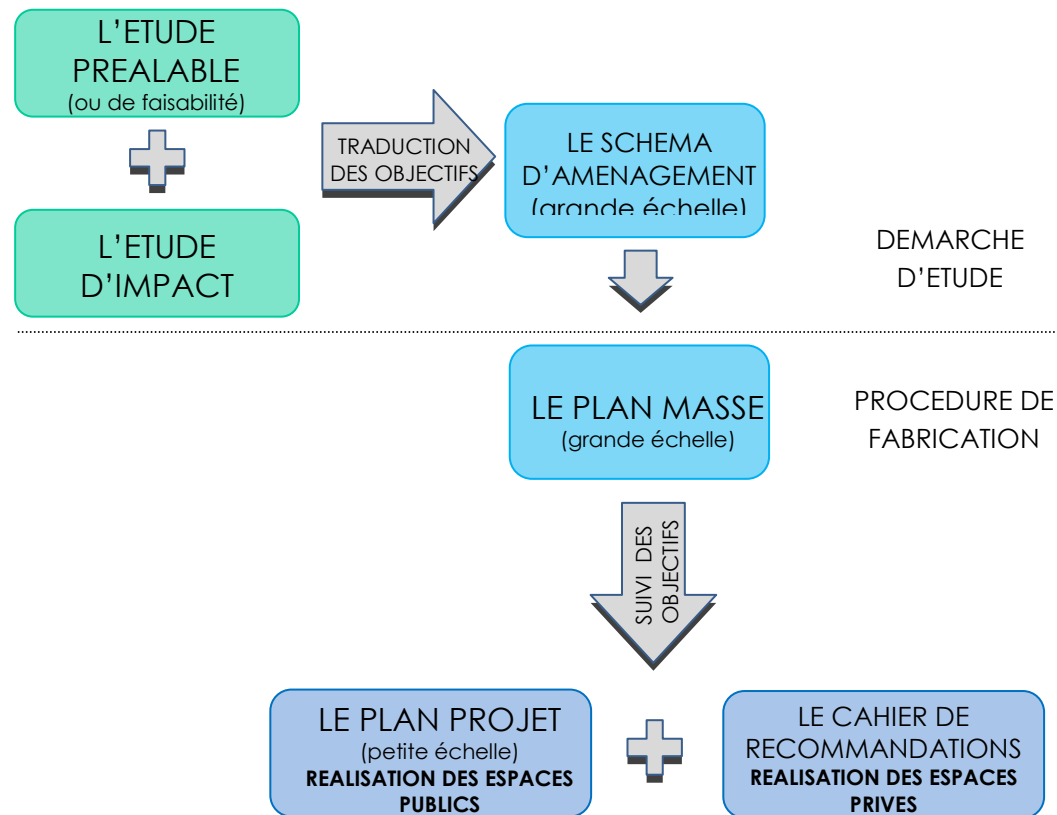 L’ETUDE
PREALABLE
(ou de faisabilité)
TRADUCTION
DES OBJECTIFS
LE SCHEMA
D’AMENAGEMENT
(grande échelle)
L’ETUDE
D’IMPACT
DEMARCHE
D’ETUDE
LE PLAN MASSE
(grande échelle)
PROCEDURE DE
FABRICATION
SUIVI DES
OBJECTIFS
LE PLAN PROJET
(petite échelle)
REALISATION DES ESPACES
PUBLICS
LE CAHIER DE
RECOMMANDATIONS
REALISATION DES ESPACES
PRIVES